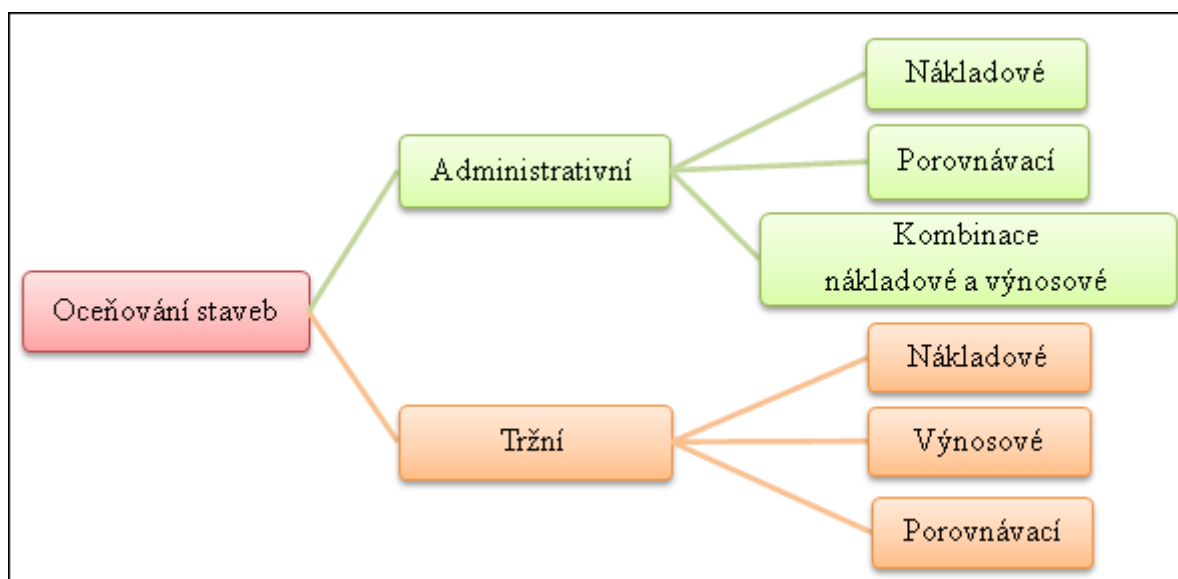 Oceňování staveb
Administrativní
Nákladové
Porovnávací
Kombinace
nákladové a výnosové
Tržní
Nákladové
Výnosové
Porovnávací